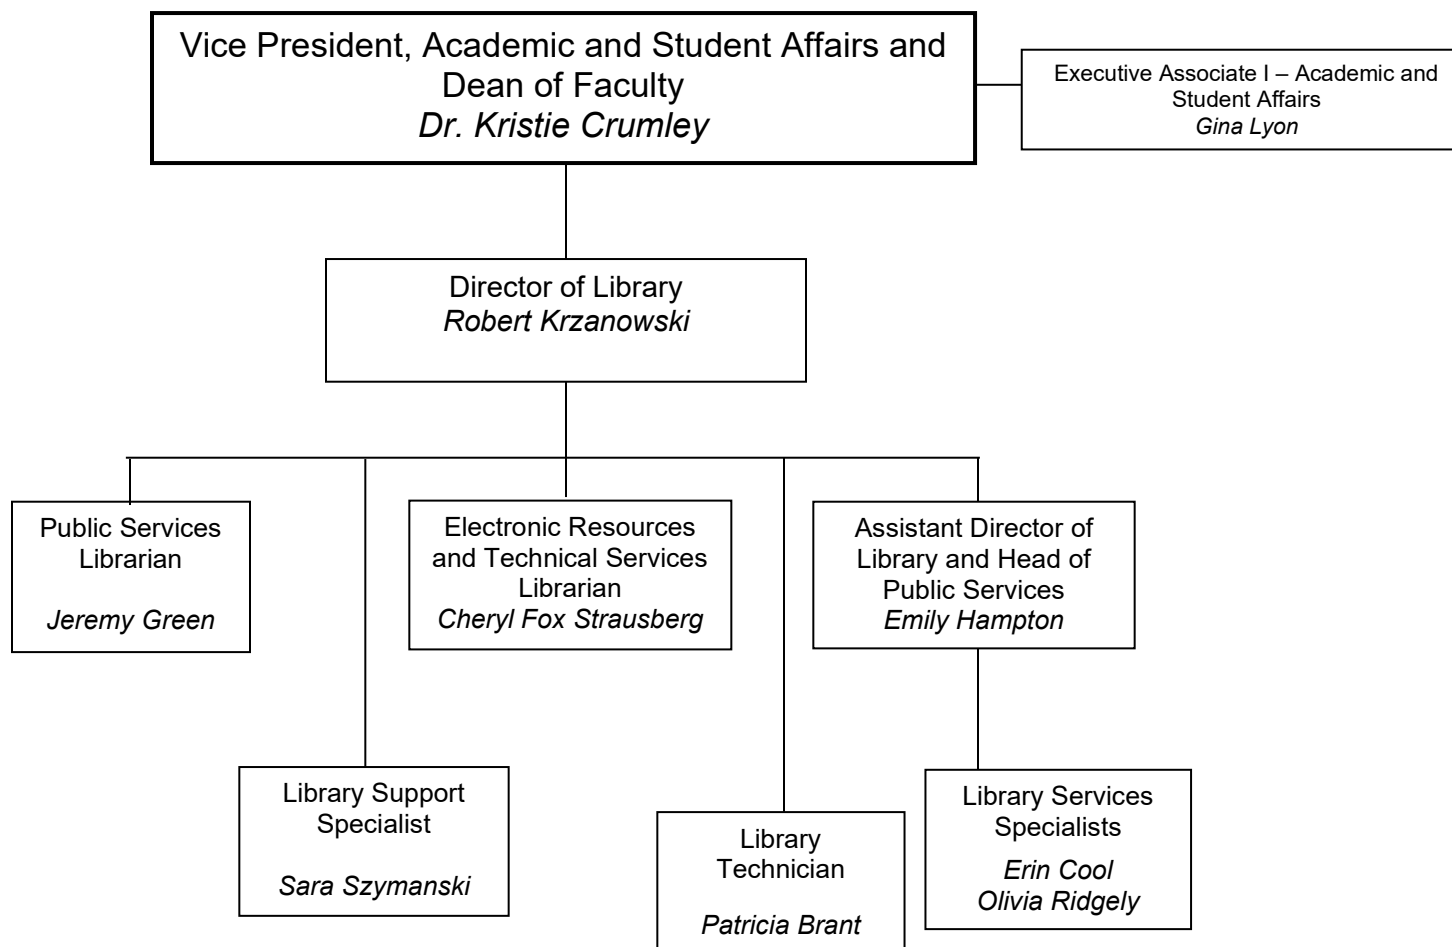 Vice President, Academic and Student Affairs and
Dean of Faculty
Dr. Kristie Crumley
Executive Associate I – Academic and
Student Affairs
Gina Lyon
Director of Library
Robert Krzanowski
Public Services
Librarian
Jeremy Green
Electronic Resources
and Technical Services
Librarian
Cheryl Fox Strausberg
Assistant Director of
Library and Head of
Public Services
Emily Hampton
Library Support
Specialist
Sara Szymanski
Library
Technician
Patricia Brant
Library Services
Specialists
Erin Cool
Olivia Ridgely